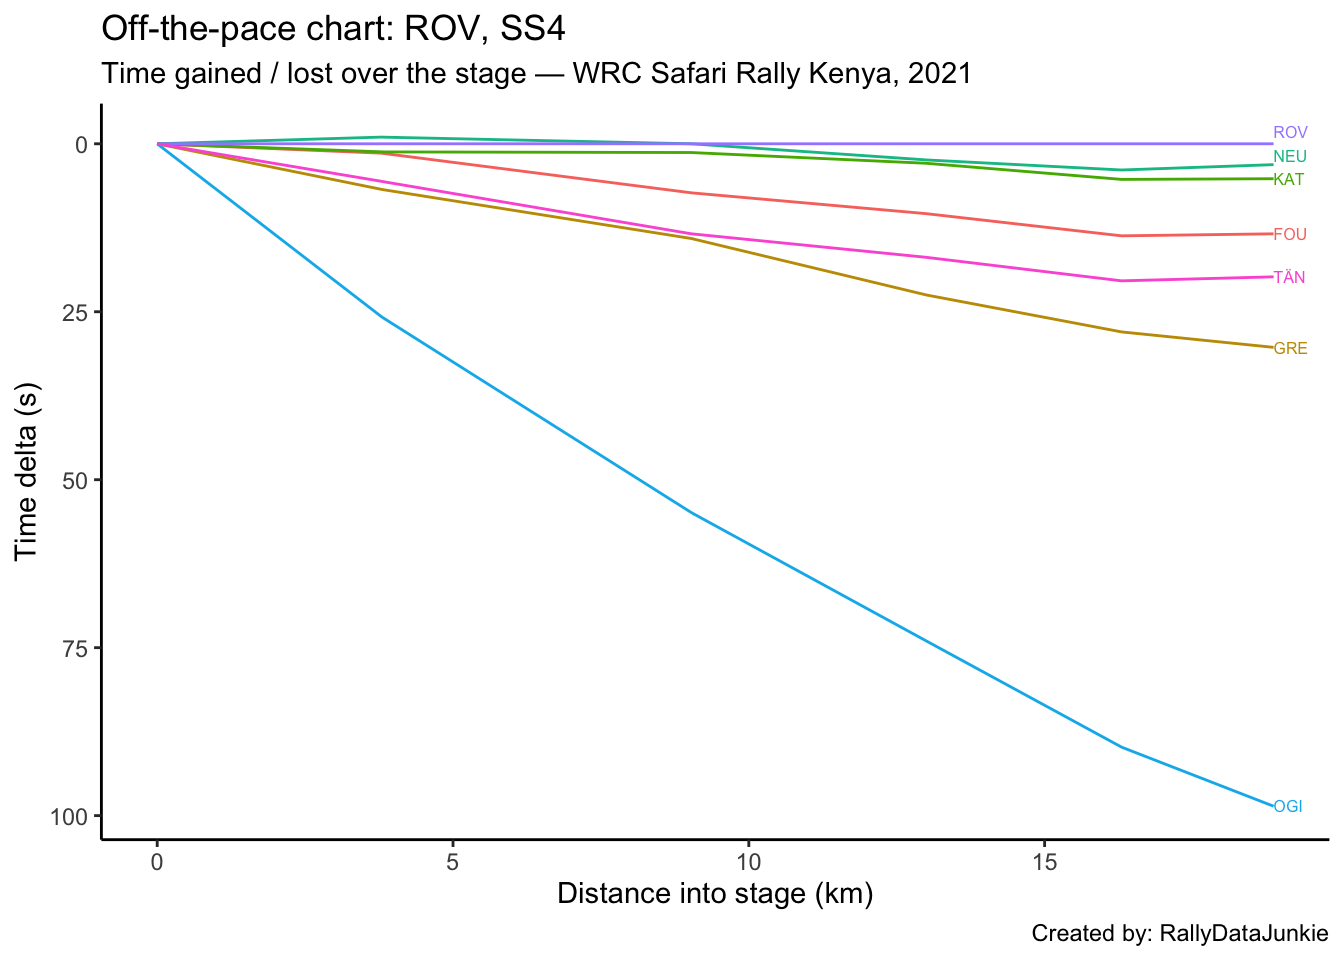 Off-the-pace chart: ROV, SS4
Time gained / lost over the stage — WRC Safari Rally Kenya, 2021
Time delta (s)
0
25
50
75
100
ROV
NEU
KAT
FOU
TÄN
GRE
OGI
0 5 10 15
Distance into stage (km)
Created by: RallyDataJunkie